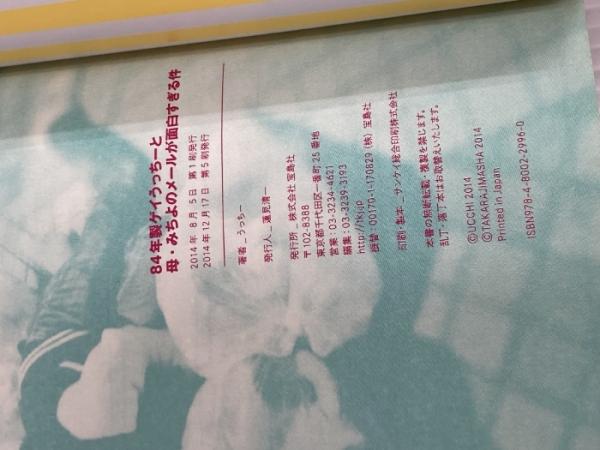 84年製ゲイうっちーと
母・みちよのメールが面白すぎる件
2014年 8月 5日 第1刷発行
2014年12月17日 第5刷発行
著者_うっちー
発行人_蓮見清一
発行所_株式会社 宝島社
〒102-8388
東京都千代田区一番町25番地
営業:03-3234-4621
編集:03-3239-3193
http://tkj.jp
振替:00170-1-170829 (株) 宝島社
印刷・製本_サンケイ総合印刷株式会社
本書の無断転載・複製を禁じます。
乱丁・落丁本はお取替えいたします。
©UCCHI 2014
©TAKARAJIMASHA 2014
Printed in Japan
ISBN978-4-8002-2996-0